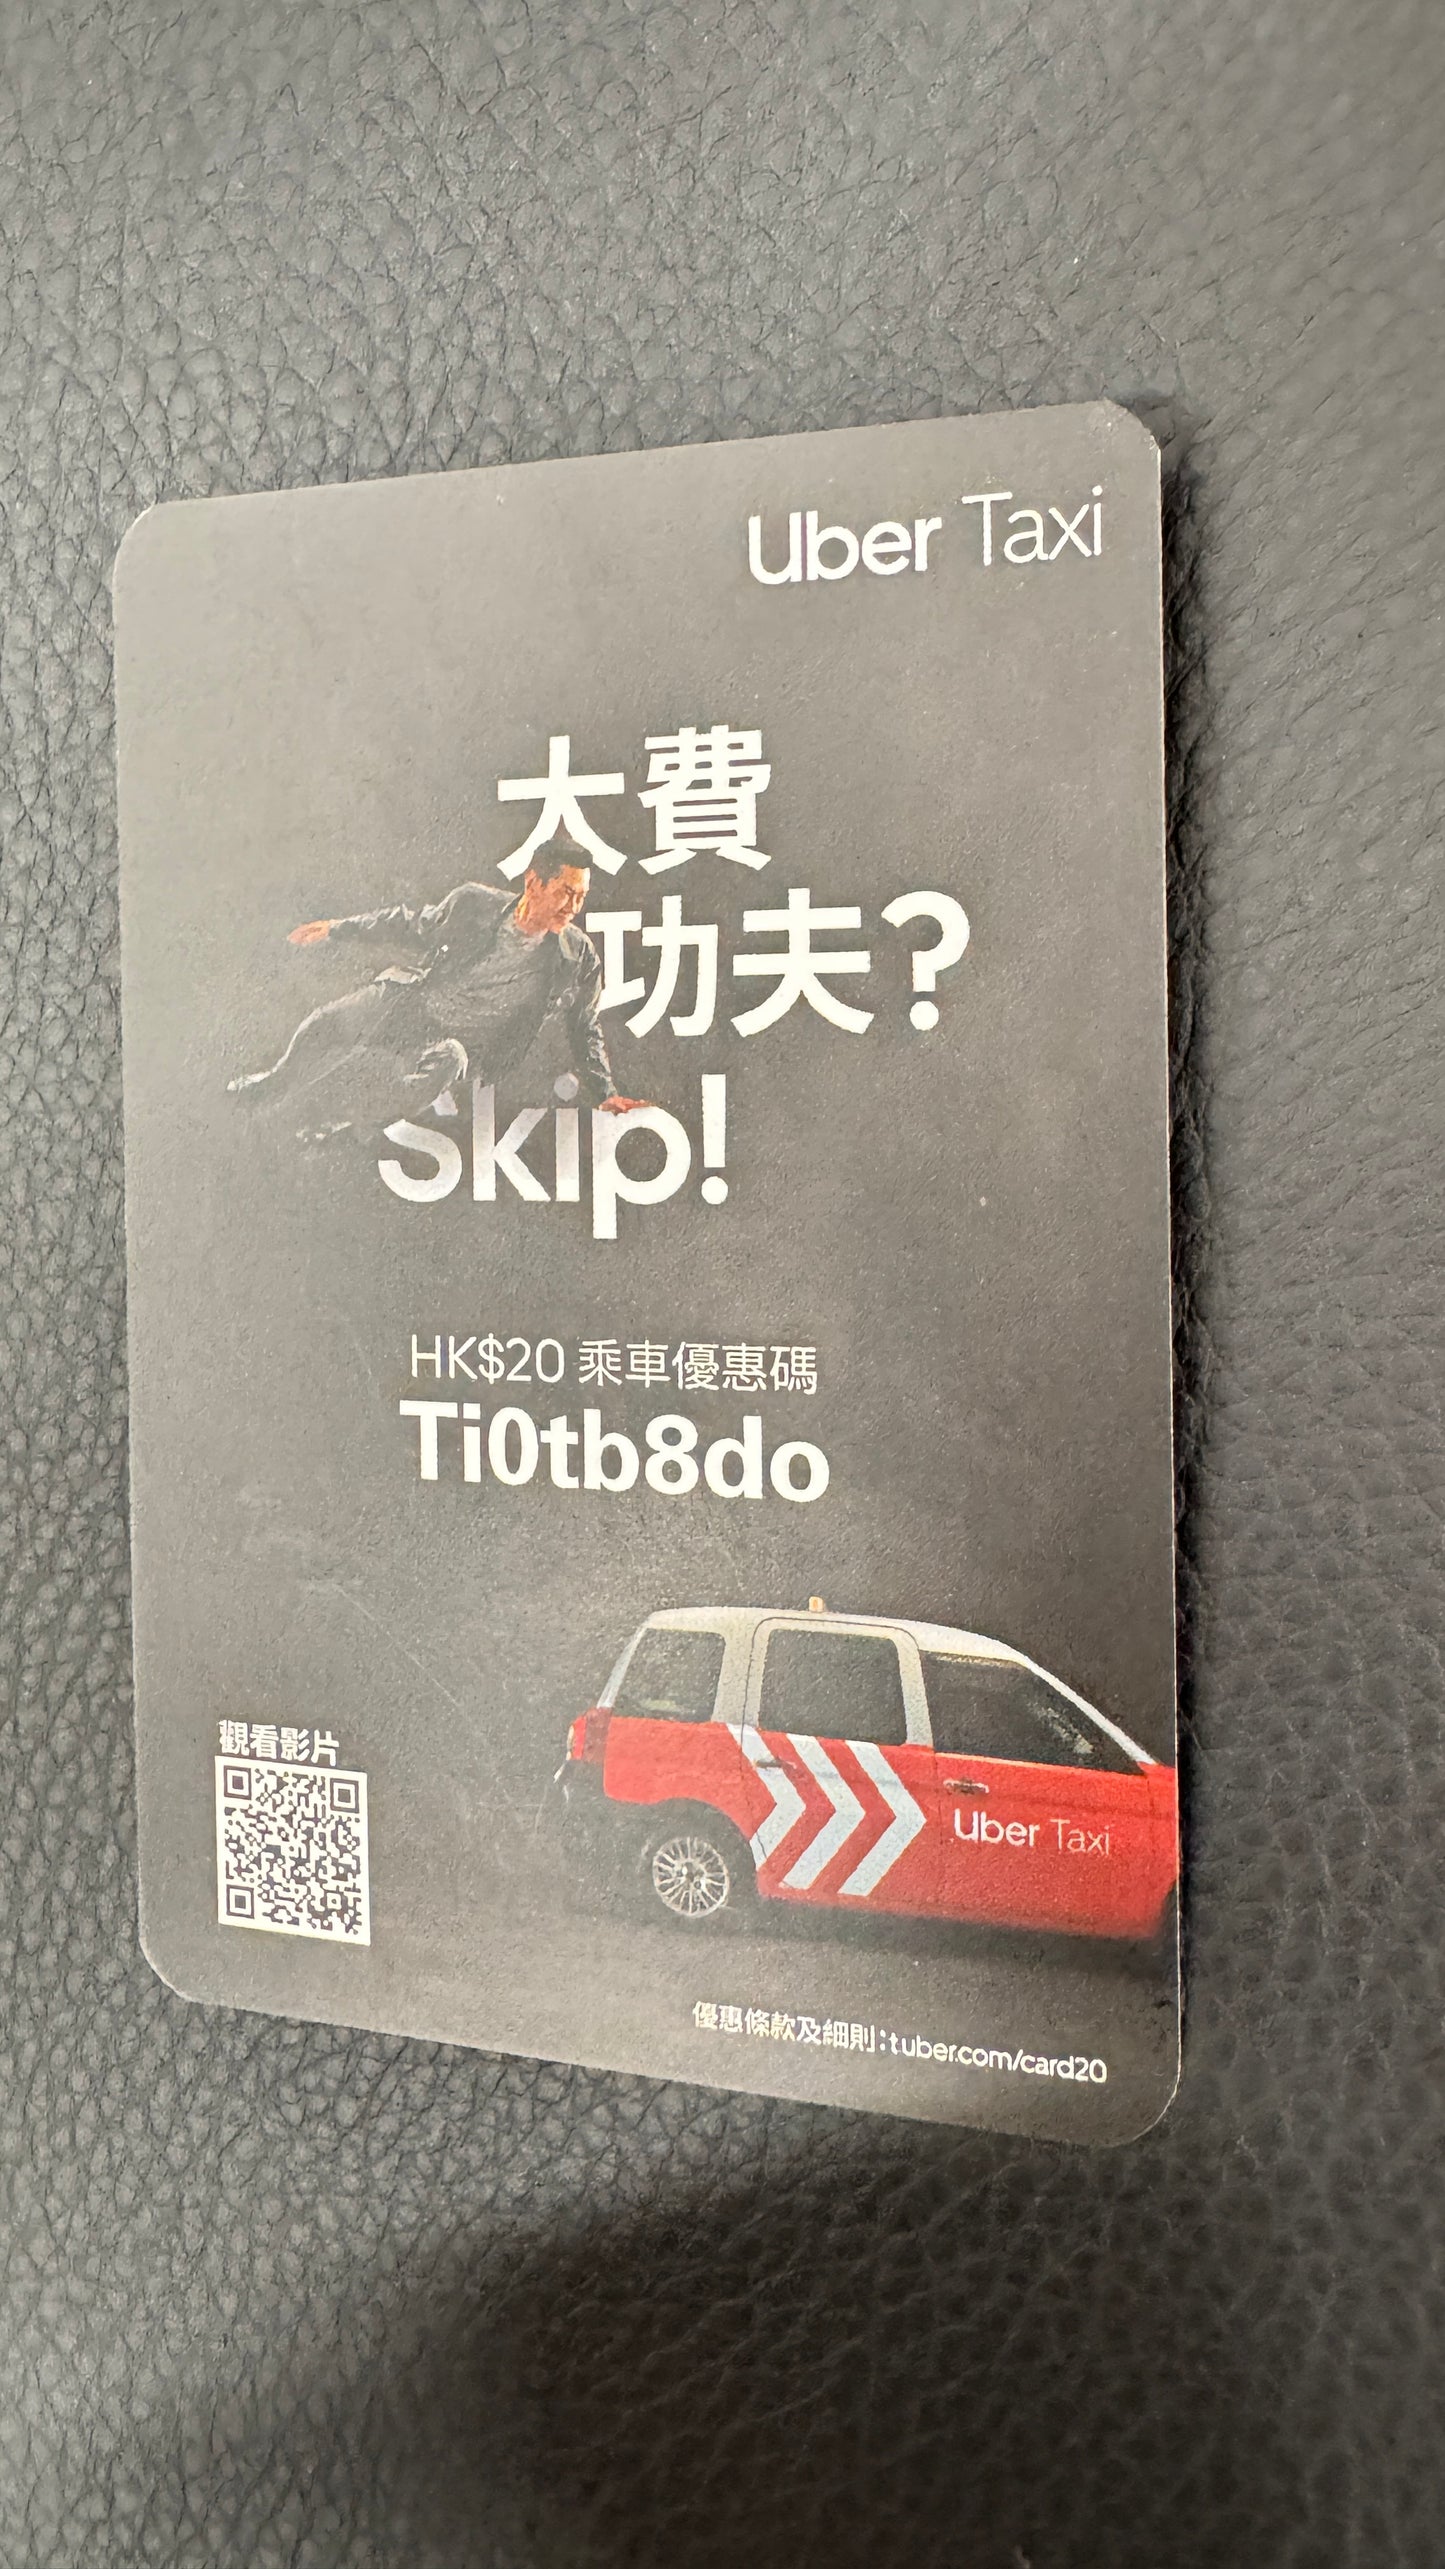 Uber Taxi
大費
功夫?
Skip!
HK$20 乘車優惠碼
Ti0tb8do
觀看影片
Uber Taxi
優惠條款及細則:t.uber.com/card20